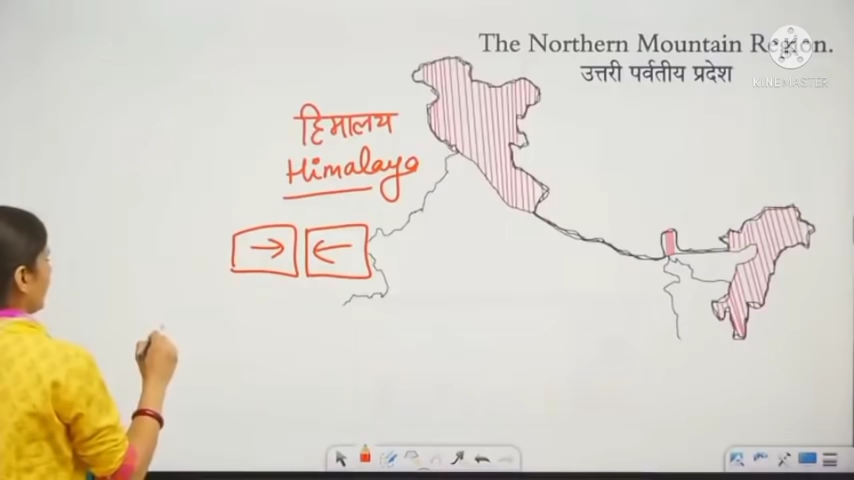 The Northern Mountain Region.
उत्तरी पर्वतीय प्रदेश
KINEMASTER
हिमालय
Himalaya